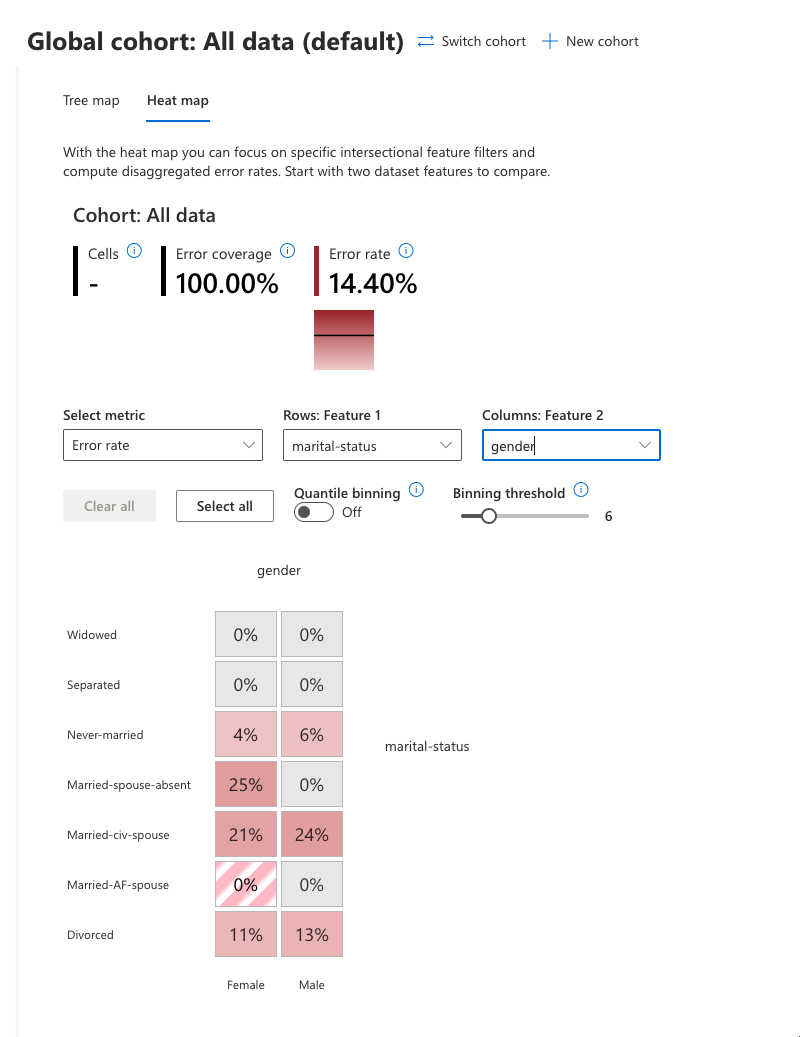 Global cohort: All data (default) Switch cohort New cohort
Tree map Heat map
With the heat map you can focus on specific intersectional feature filters and
compute disaggregated error rates. Start with two dataset features to compare.
Cohort: All data
Cells Error coverage Error rate
- 100.00% 14.40%
Select metric Rows: Feature 1 Columns: Feature 2
Error rate marital-status gender
Clear all Select all Quantile binning Off Binning threshold 6
gender
Widowed 0% 0%
Separated 0% 0%
Never-married 4% 6%
marital-status
Married-spouse-absent 25% 0%
Married-civ-spouse 21% 24%
Married-AF-spouse 0% 0%
Divorced 11% 13%
Female Male